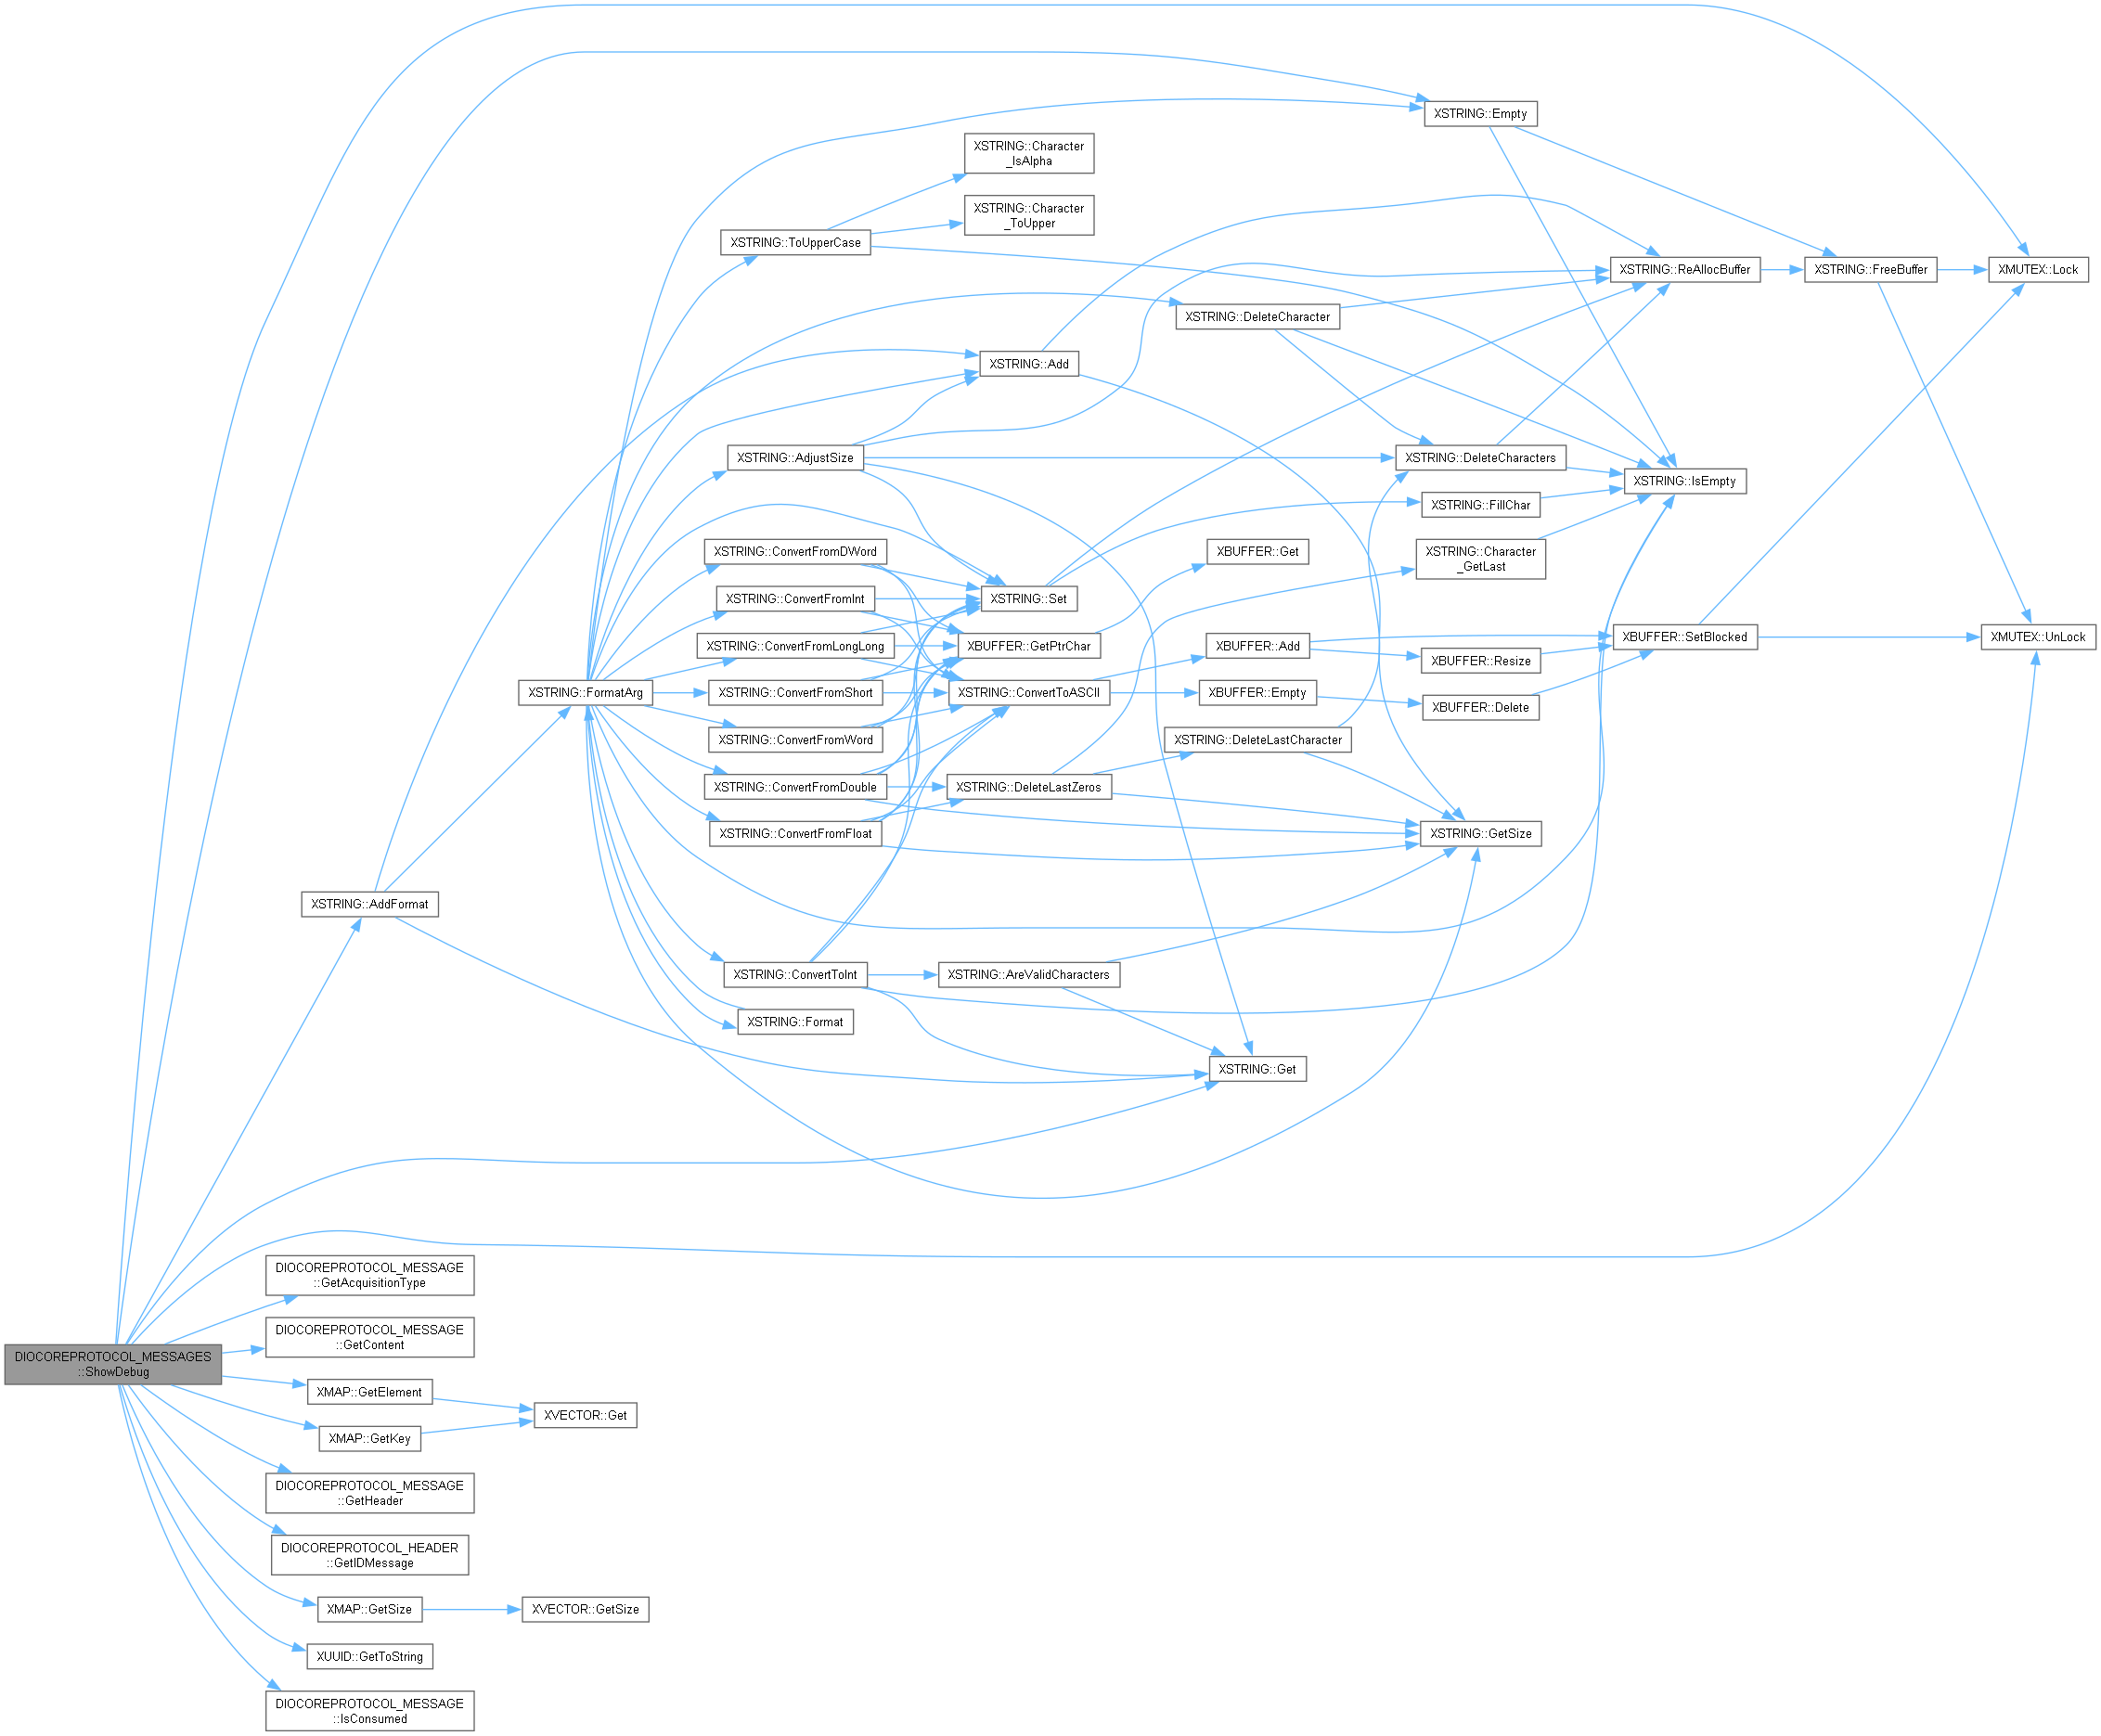 XSTRING::Empty
XSTRING::Character
_IsAlpha
XSTRING::Character
_ToUpper
XSTRING::ToUpperCase
XSTRING::ReAllocBuffer
XSTRING::FreeBuffer
XMUTEX::Lock
XSTRING::DeleteCharacter
XSTRING::Add
XSTRING::AdjustSize
XSTRING::DeleteCharacters
XSTRING::IsEmpty
XSTRING::FillChar
XSTRING::ConvertFromDWord
XBUFFER::Get
XSTRING::Character
_GetLast
XSTRING::ConvertFromInt
XSTRING::Set
XSTRING::ConvertFromLongLong
XBUFFER::GetPtrChar
XBUFFER::Add
XBUFFER::SetBlocked
XMUTEX::UnLock
XBUFFER::Resize
XSTRING::FormatArg
XSTRING::ConvertFromShort
XSTRING::ConvertToASCII
XBUFFER::Empty
XBUFFER::Delete
XSTRING::ConvertFromWord
XSTRING::DeleteLastCharacter
XSTRING::ConvertFromDouble
XSTRING::DeleteLastZeros
XSTRING::ConvertFromFloat
XSTRING::GetSize
XSTRING::AddFormat
XSTRING::ConvertToInt
XSTRING::AreValidCharacters
XSTRING::Format
XSTRING::Get
DIOCOREPROTOCOL_MESSAGE
::GetAcquisitionType
DIOCOREPROTOCOL_MESSAGE
::GetContent
DIOCOREPROTOCOL_MESSAGES
::ShowDebug
XMAP::GetElement
XVECTOR::Get
XMAP::GetKey
DIOCOREPROTOCOL_MESSAGE
::GetHeader
DIOCOREPROTOCOL_HEADER
::GetIDMessage
XMAP::GetSize
XVECTOR::GetSize
XUUID::GetToString
DIOCOREPROTOCOL_MESSAGE
::IsConsumed